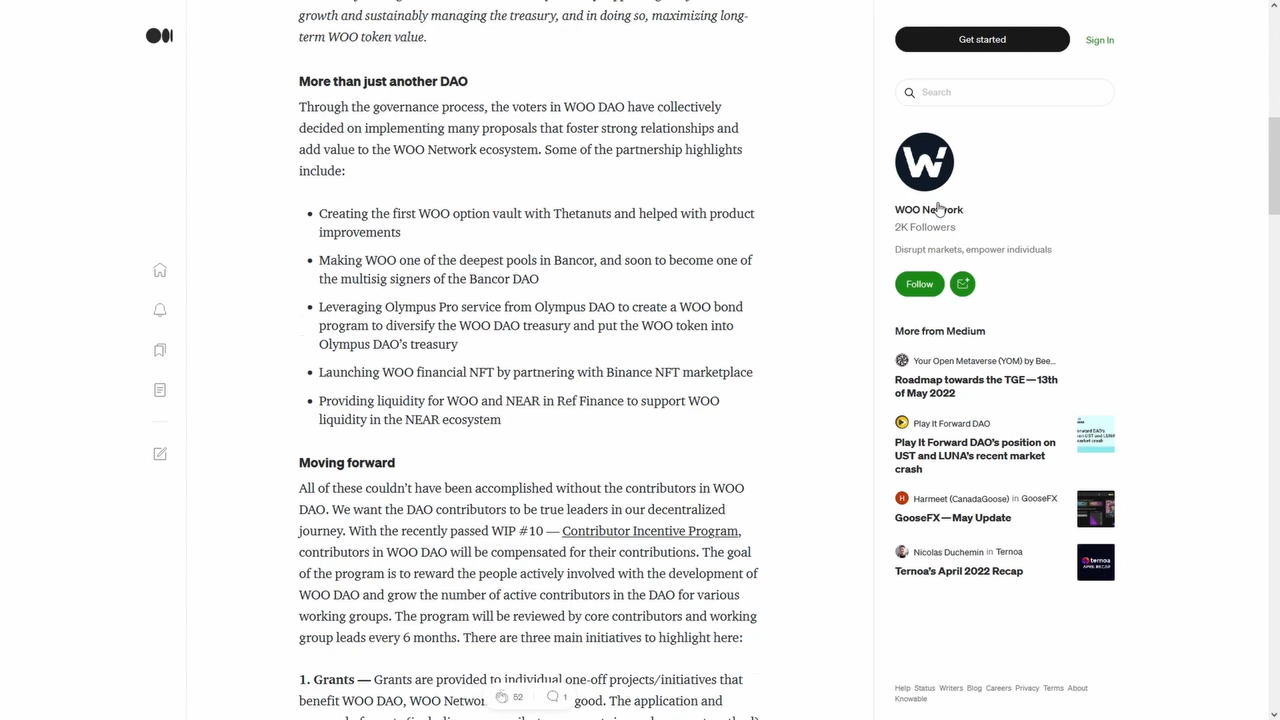 growth and sustainably managing the treasury, and in doing so, maximizing long-
term WOO token value.
More than just another DAO
Through the governance process, the voters in WOO DAO have collectively
decided on implementing many proposals that foster strong relationships and
add value to the WOO Network ecosystem. Some of the partnership highlights
include:
• Creating the first WOO option vault with Thetanuts and helped with product
improvements
• Making WOO one of the deepest pools in Bancor, and soon to become one of
the multisig signers of the Bancor DAO
• Leveraging Olympus Pro service from Olympus DAO to create a WOO bond
program to diversify the WOO DAO treasury and put the WOO token into
Olympus DAO's treasury
• Launching WOO financial NFT by partnering with Binance NFT marketplace
• Providing liquidity for WOO and NEAR in Ref Finance to support WOO
liquidity in the NEAR ecosystem
Moving forward
All of these couldn't have been accomplished without the contributors in WOO
DAO. We want the DAO contributors to be true leaders in our decentralized
journey. With the recently passed WIP #10 — Contributor Incentive Program,
contributors in WOO DAO will be compensated for their contributions. The goal
of the program is to reward the people actively involved with the development of
WOO DAO and grow the number of active contributors in the DAO for various
working groups. The program will be reviewed by core contributors and working
group leads every 6 months. There are three main initiatives to highlight here:
1. Grants — Grants are provided to individual one-off projects/initiatives that
benefit WOO DAO, WOO Networ good. The application and
52 1
Get started
Sign In
Search
W
WOO Network
2K Followers
Disrupt markets, empower individuals
Follow
More from Medium
Your Open Metaverse (YOM) by Bee...
Roadmap towards the TGE — 13th
of May 2022
Play It Forward DAO
Play It Forward DAO's position on
UST and LUNA's recent market
crash
H Harmeet (CanadaGoose) in GooseFX
GooseFX — May Update
Nicolas Duchemin in Ternoa
Ternoa's April 2022 Recap
ternoa
APRIL RECAP
Help Status Writers Blog Careers Privacy Terms About
Knowable